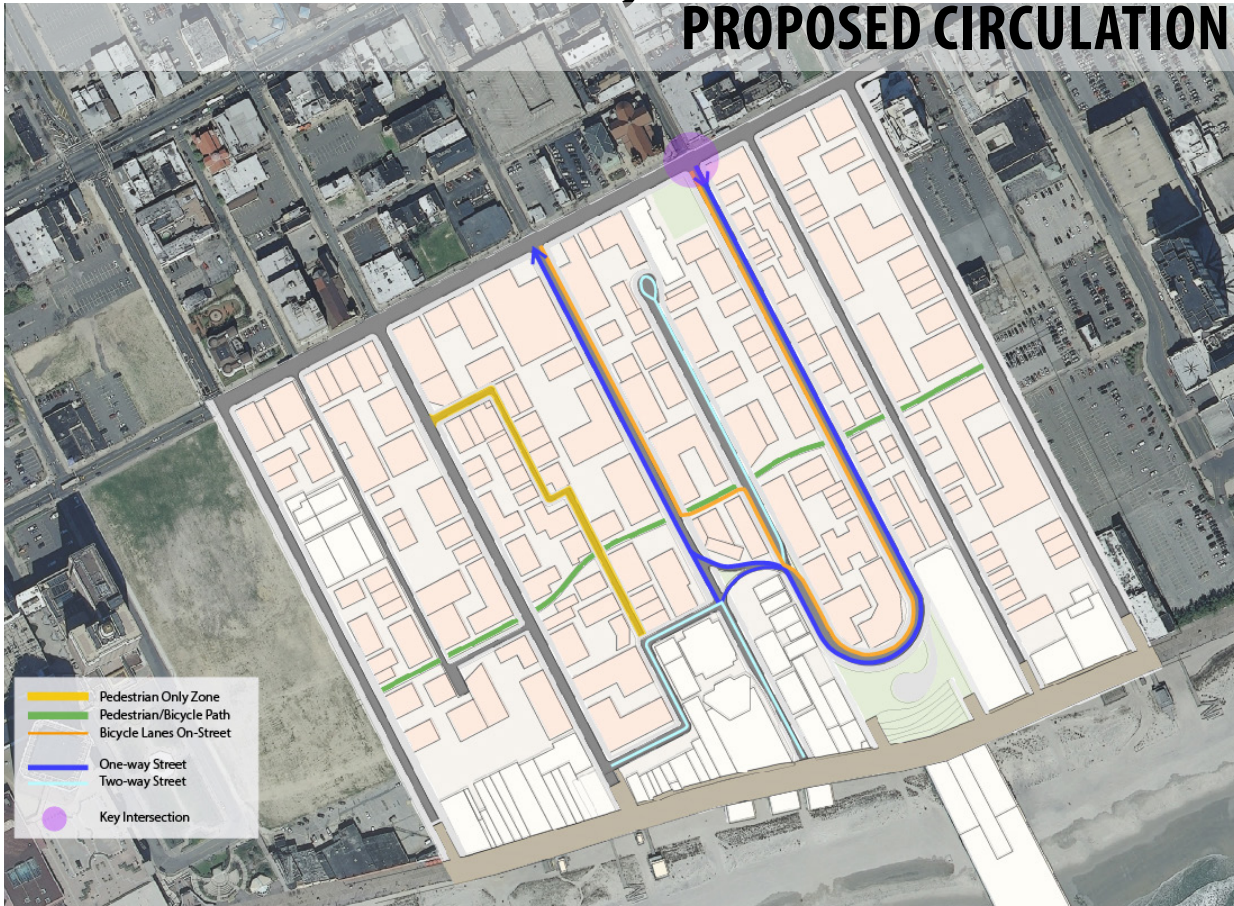 PROPOSED CIRCULATION
Pedestrian Only Zone
Pedestrian/Bicycle Path
Bicycle Lanes On-Street
One-way Street
Two-way Street
Key Intersection